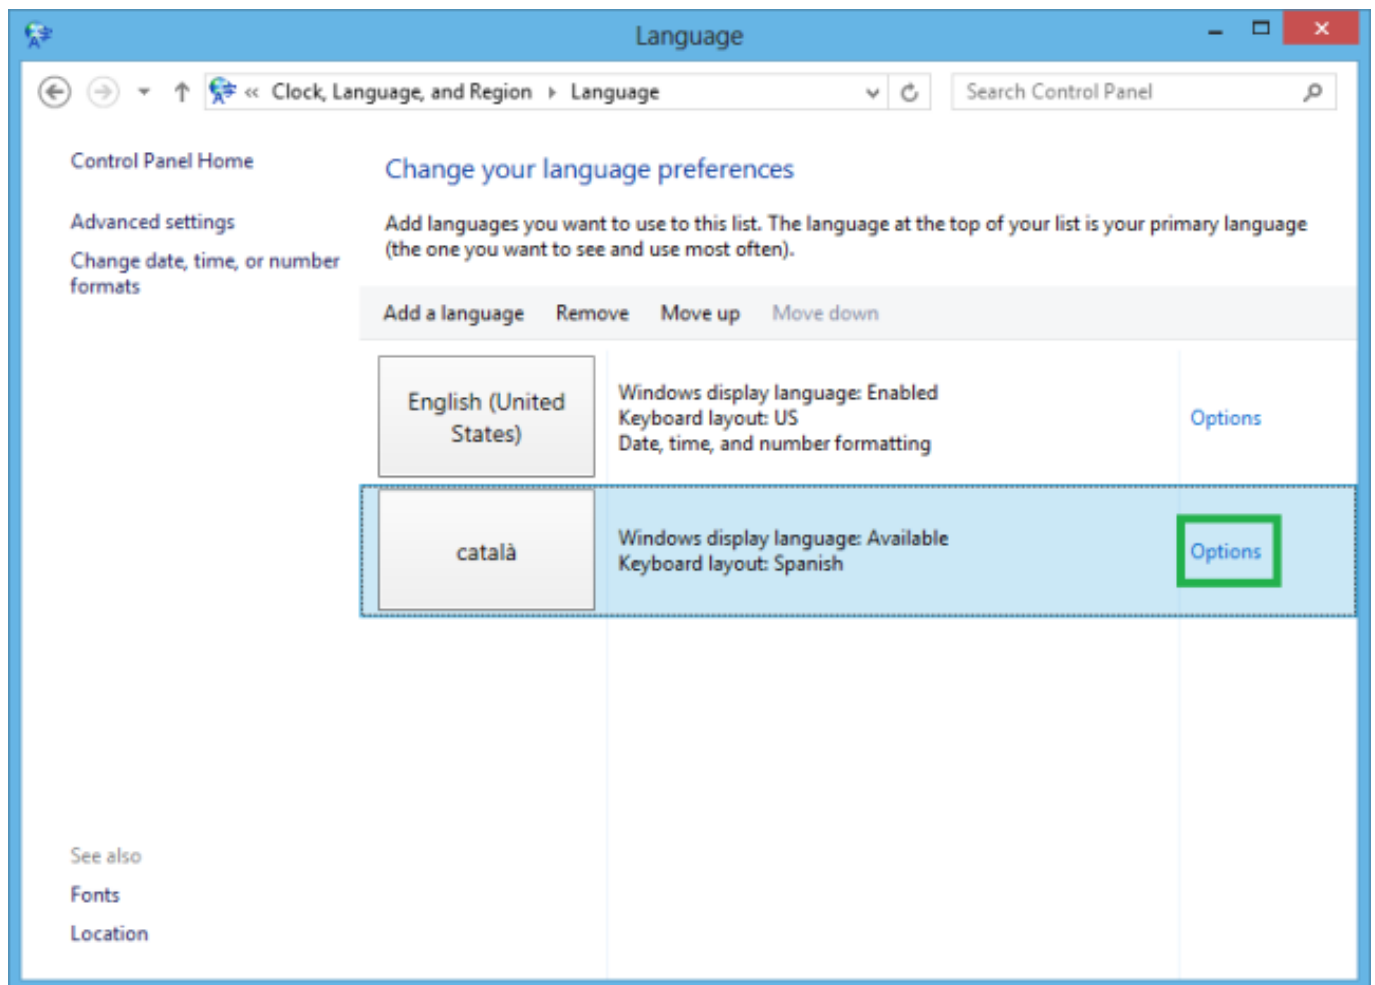 Language
« Clock, Language, and Region Language
Search Control Panel
Control Panel Home
Advanced settings
Change date, time, or number
formats
Change your language preferences
Add languages you want to use to this list. The language at the top of your list is your primary language
(the one you want to see and use most often).
Add a language Remove Move up Move down
English (United
States)
Windows display language: Enabled
Keyboard layout: US
Date, time, and number formatting
Options
català
Windows display language: Available
Keyboard layout: Spanish
Options
See also
Fonts
Location